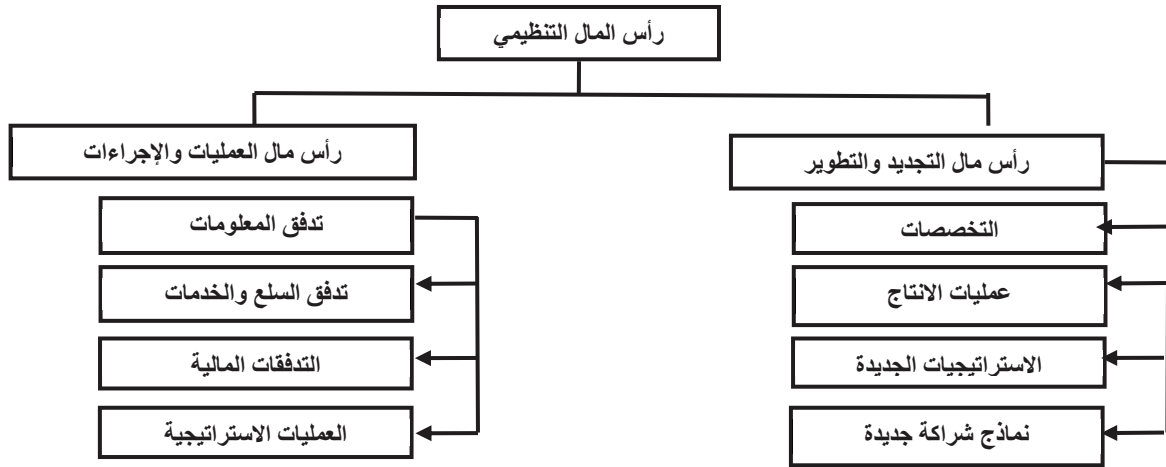 رأس المال التنظيمي
رأس مال التجديد والتطوير
رأس مال العمليات والإجراءات
التخصصات
تدفق المعلومات
عمليات الانتاج
تدفق السلع والخدمات
الاستراتيجيات الجديدة
التدفقات المالية
نماذج شراكة جديدة
العمليات الاستراتيجية